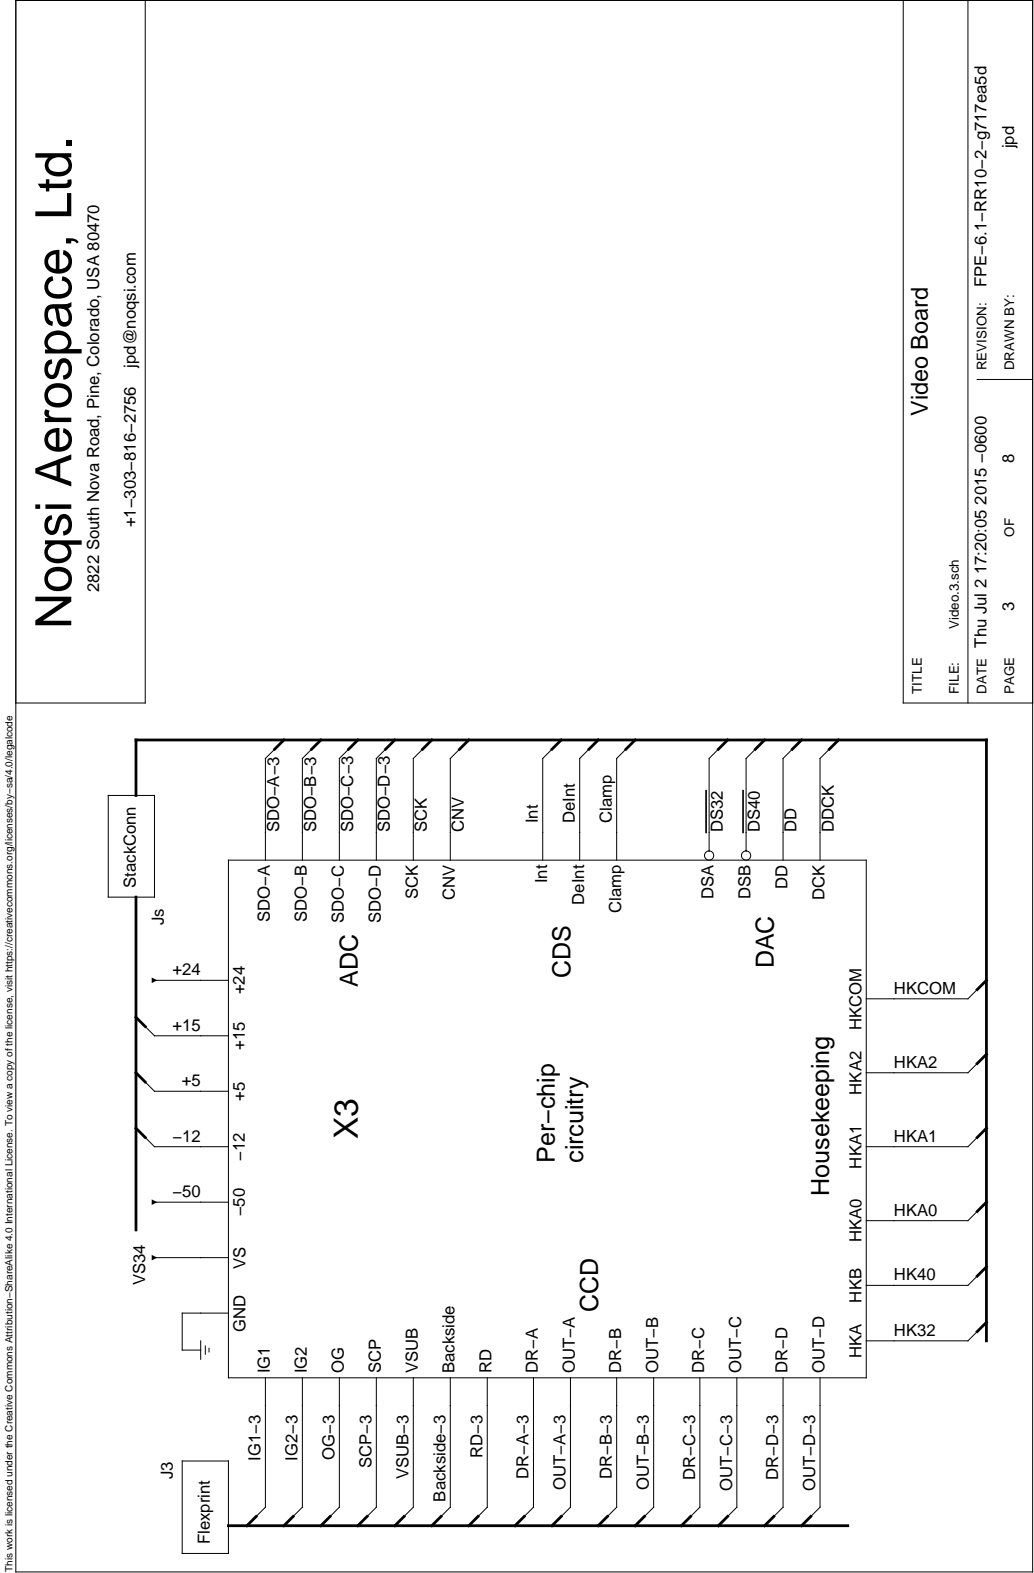 This work is licensed under the Creative Commons Attribution−ShareAlike 4.0 International License. To view a copy of the license, visit https://creativecommons.org/licenses/by−sa/4.0/legalcode
Noqsi Aerospace, Ltd.
2822 South Nova Road, Pine, Colorado, USA 80470
+1−303−816−2756 jpd@noqsi.com
StackConn
Js
VS34
−50
−12
+5
+15
+24
GND
VS
−50
−12
+5
+15
+24
J3
Flexprint
IG1−3
IG2−3
OG−3
SCP−3
VSUB−3
Backside−3
RD−3
DR−A−3
OUT−A−3
DR−B−3
OUT−B−3
DR−C−3
OUT−C−3
DR−D−3
OUT−D−3
IG1
IG2
OG
SCP
VSUB
Backside
RD
DR−A
OUT−A
DR−B
OUT−B
DR−C
OUT−C
DR−D
OUT−D
CCD
X3
Per−chip
circuitry
Housekeeping
ADC
CDS
DAC
SDO−A
SDO−B
SDO−C
SDO−D
SCK
CNV
Int
DeInt
Clamp
DSA
DSB
DD
DCK
SDO−A−3
SDO−B−3
SDO−C−3
SDO−D−3
SCK
CNV
Int
DeInt
Clamp
DS32
DS40
DD
DDCK
HKA
HKB
HKA0
HKA1
HKA2
HKCOM
HK32
HK40
HKA0
HKA1
HKA2
HKCOM
TITLE
Video Board
FILE: Video.3.sch
DATE Thu Jul 2 17:20:05 2015 −0600
REVISION: FPE−6.1−RR10−2−g717ea5d
PAGE 3 OF 8
DRAWN BY: jpd